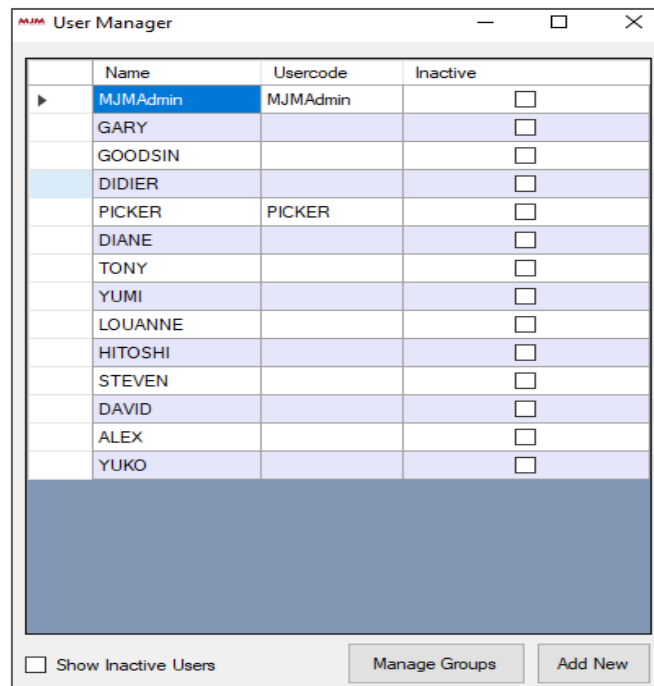 MJM User Manager
Name Usercode Inactive
MJMAdmin MJMAdmin
GARY
GOODSIN
DIDIER
PICKER PICKER
DIANE
TONY
YUMI
LOUANNE
HITOSHI
STEVEN
DAVID
ALEX
YUKO
Show Inactive Users Manage Groups Add New